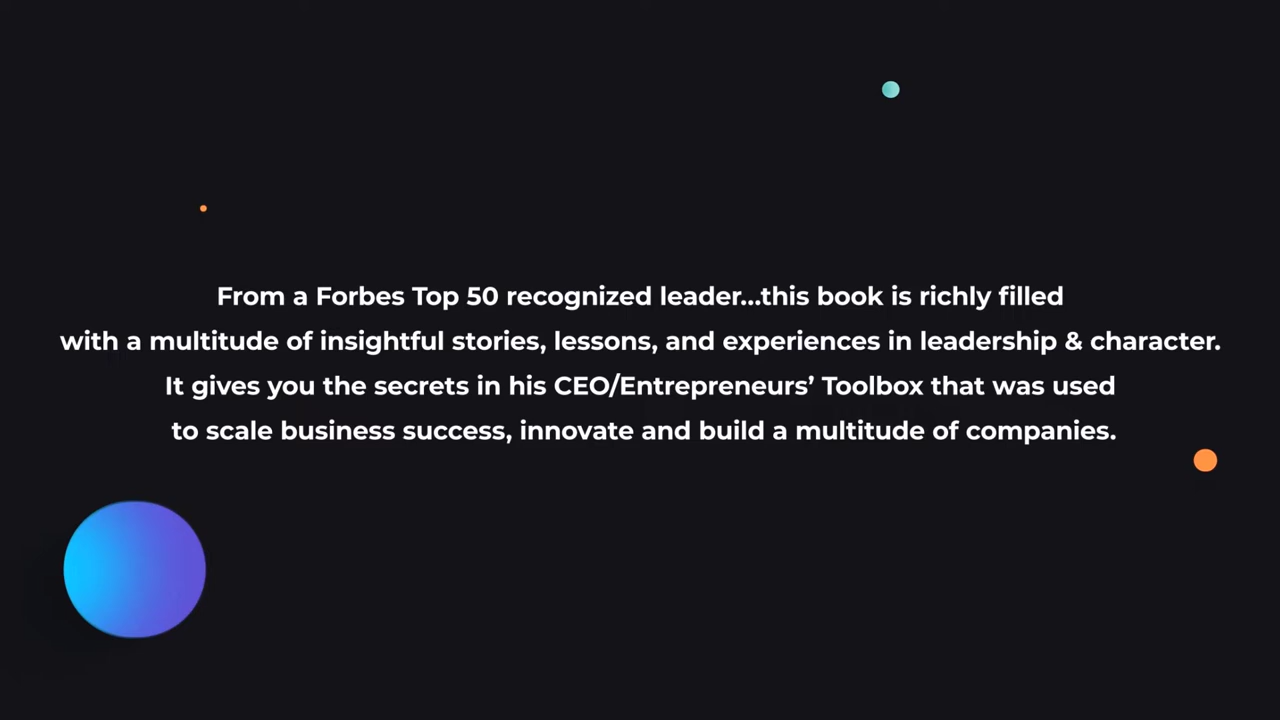 From a Forbes Top 50 recognized leader...this book is richly filled
with a multitude of insightful stories, lessons, and experiences in leadership & character.
It gives you the secrets in his CEO/Entrepreneurs’ Toolbox that was used
to scale business success, innovate and build a multitude of companies.